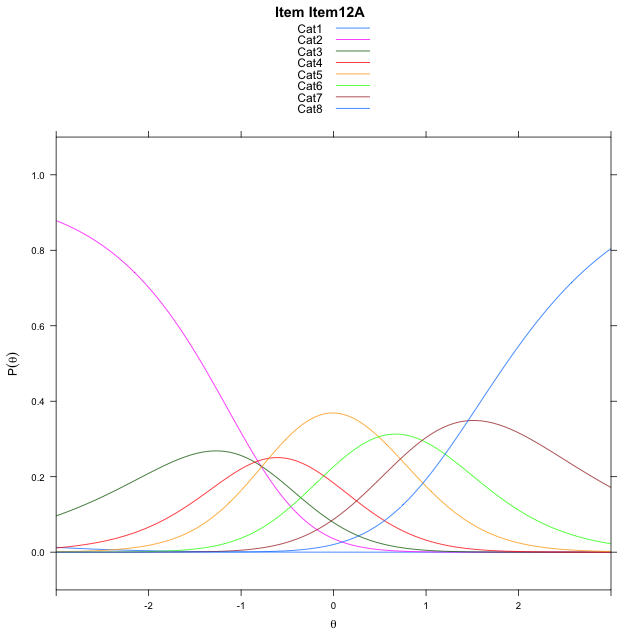 Item Item12A
Cat1
Cat2
Cat3
Cat4
Cat5
Cat6
Cat7
Cat8
1.0
0.8
0.6
0.4
0.2
0.0
P(θ)
-2 -1 0 1 2
θ